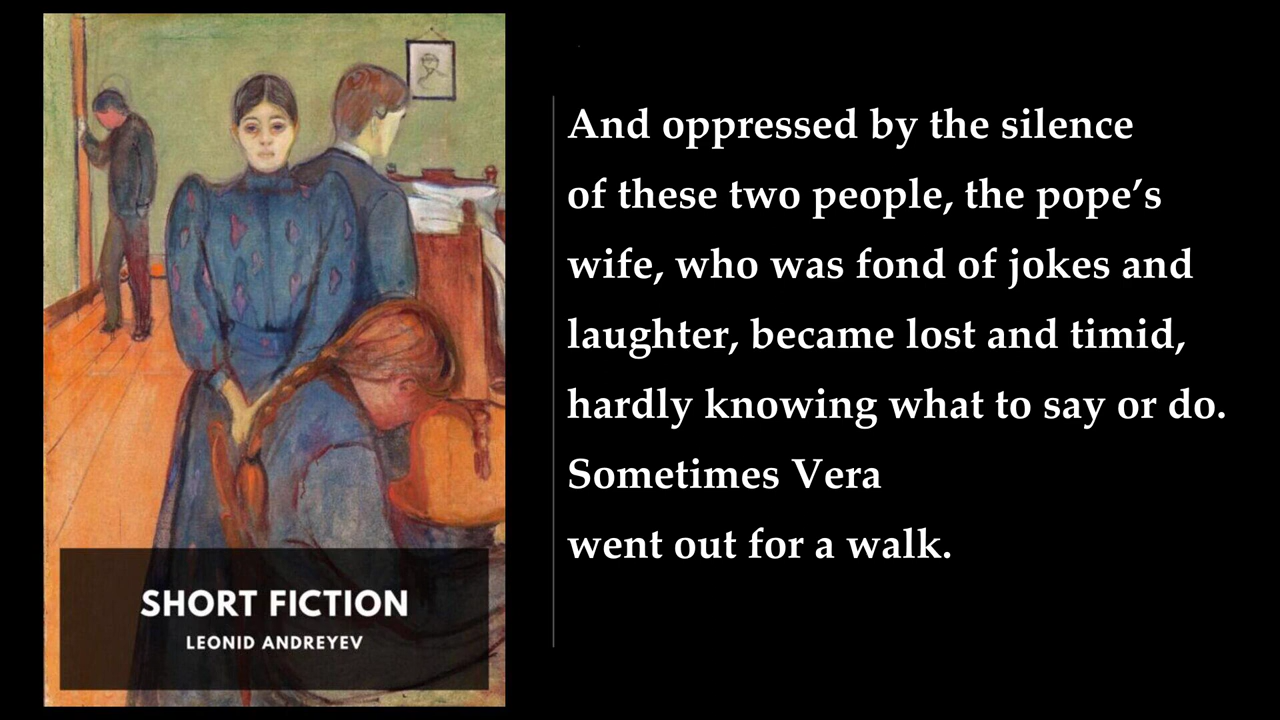 SHORT FICTION
LEONID ANDREYEV
And oppressed by the silence
of these two people, the pope’s
wife, who was fond of jokes and
laughter, became lost and timid,
hardly knowing what to say or do.
Sometimes Vera
went out for a walk.